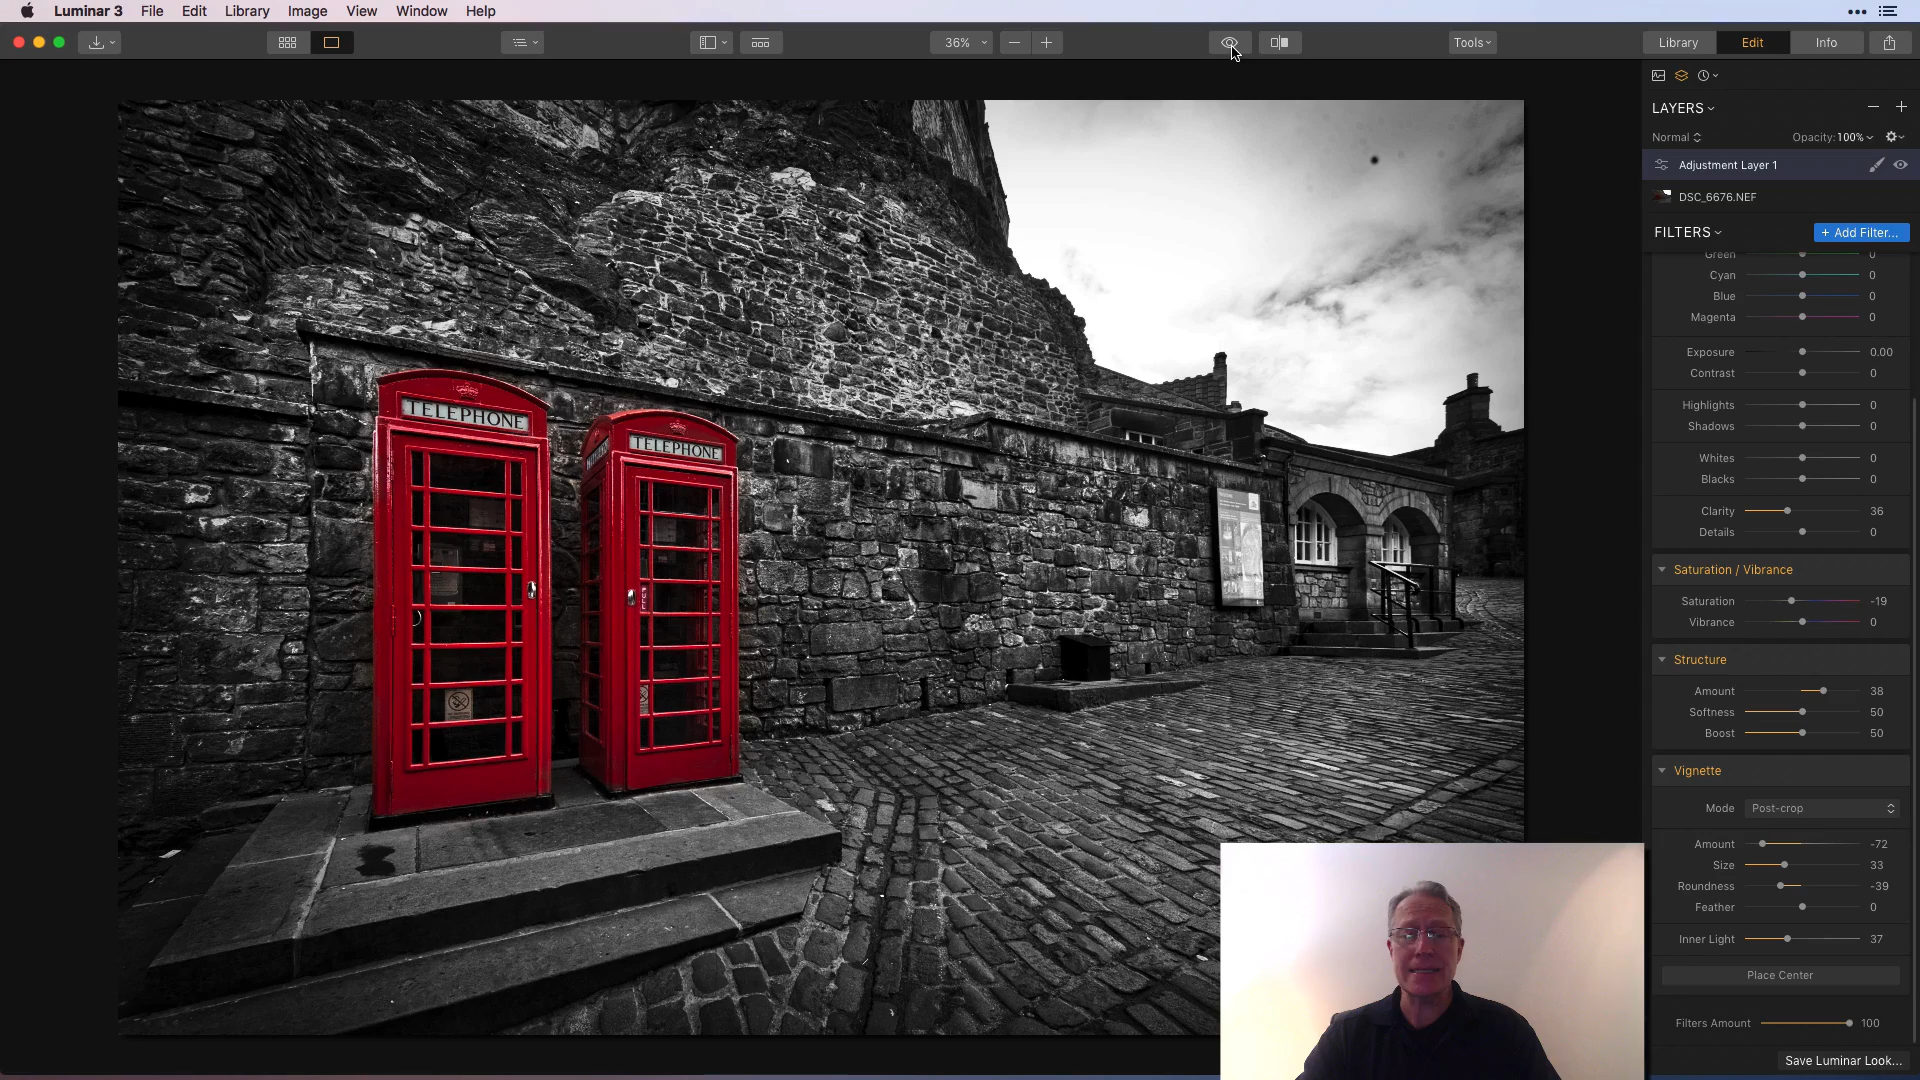 Luminar 3 File Edit Library Image View Window Help
36% Tools Library Edit Info
LAYERS
Normal Opacity: 100%
Adjustment Layer 1
DSC_6676.NEF
FILTERS + Add Filter...
Green 0
Cyan 0
Blue 0
Magenta 0
Exposure 0.00
Contrast 0
Highlights 0
Shadows 0
Whites 0
Blacks 0
Clarity 36
Details 0
Saturation / Vibrance
Saturation -19
Vibrance 0
Structure
Amount 38
Softness 50
Boost 50
Vignette
Mode Post-crop
Amount -72
Size 33
Roundness -39
Feather 0
Inner Light 37
Place Center
Filters Amount 100
Save Luminar Look...
TELEPHONE
TELEPHONE